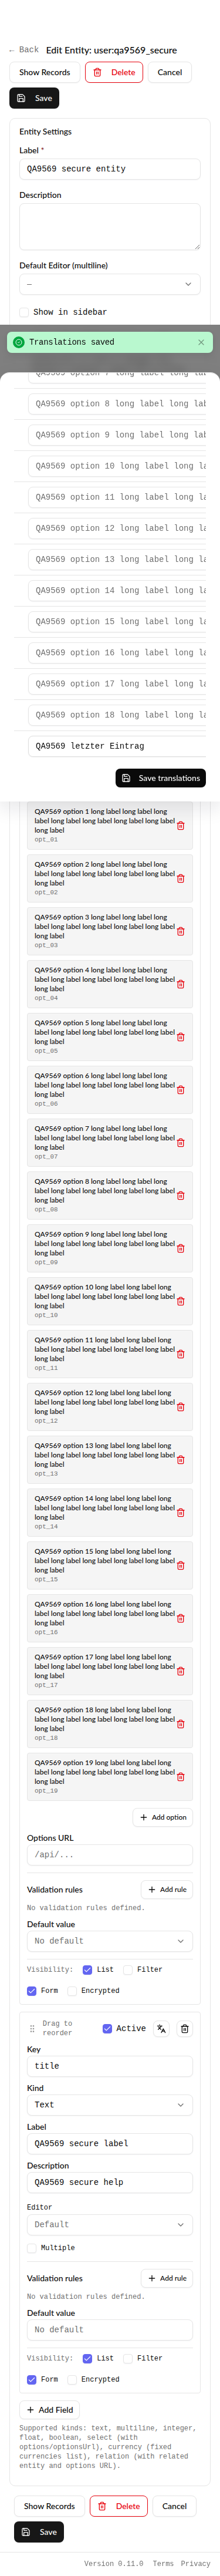 ← Back Edit Entity: user:qa9569_secure
Show Records Delete Cancel
Save
Entity Settings
Label *
QA9569 secure entity
Description
Default Editor (multiline)
—
Show in sidebar
Translations saved
QA9569 option 8 long label long lab
QA9569 option 9 long label long lab
QA9569 option 10 long label long la
QA9569 option 11 long label long la
QA9569 option 12 long label long la
QA9569 option 13 long label long la
QA9569 option 14 long label long la
QA9569 option 15 long label long la
QA9569 option 16 long label long la
QA9569 option 17 long label long la
QA9569 option 18 long label long la
QA9569 letzter Eintrag
Save translations
QA9569 option 1 long label long label
long label long label long label long label
long label
opt_01
QA9569 option 2 long label long label
long label long label long label long label
long label
opt_02
QA9569 option 3 long label long label
long label long label long label long label
long label
opt_03
QA9569 option 4 long label long label
long label long label long label long label
long label
opt_04
QA9569 option 5 long label long label
long label long label long label long label
long label
opt_05
QA9569 option 6 long label long label
long label long label long label long label
long label
opt_06
QA9569 option 7 long label long label
long label long label long label long label
long label
opt_07
QA9569 option 8 long label long label
long label long label long label long label
long label
opt_08
QA9569 option 9 long label long label
long label long label long label long label
long label
opt_09
QA9569 option 10 long label long label
long label long label long label long label
long label
opt_10
QA9569 option 11 long label long label
long label long label long label long label
long label
opt_11
QA9569 option 12 long label long label
long label long label long label long label
long label
opt_12
QA9569 option 13 long label long label
long label long label long label long label
long label
opt_13
QA9569 option 14 long label long label
long label long label long label long label
long label
opt_14
QA9569 option 15 long label long label
long label long label long label long label
long label
opt_15
QA9569 option 16 long label long label
long label long label long label long label
long label
opt_16
QA9569 option 17 long label long label
long label long label long label long label
long label
opt_17
QA9569 option 18 long label long label
long label long label long label long label
long label
opt_18
QA9569 option 19 long label long label
long label long label long label long label
long label
opt_19
Add option
Options URL
/api/...
Validation rules Add rule
No validation rules defined.
Default value
No default
Visibility: List Filter
Form Encrypted
Drag to
reorder
Active
Key
title
Kind
Text
Label
QA9569 secure label
Description
QA9569 secure help
Editor
Default
Multiple
Validation rules Add rule
No validation rules defined.
Default value
No default
Visibility: List Filter
Form Encrypted
Add Field
Supported kinds: text, multiline, integer,
float, boolean, select (with
options/optionsUrl), currency (fixed
currencies list), relation (with related
entity and options URL).
Show Records Delete Cancel
Save
Version 0.11.0 Terms Privacy